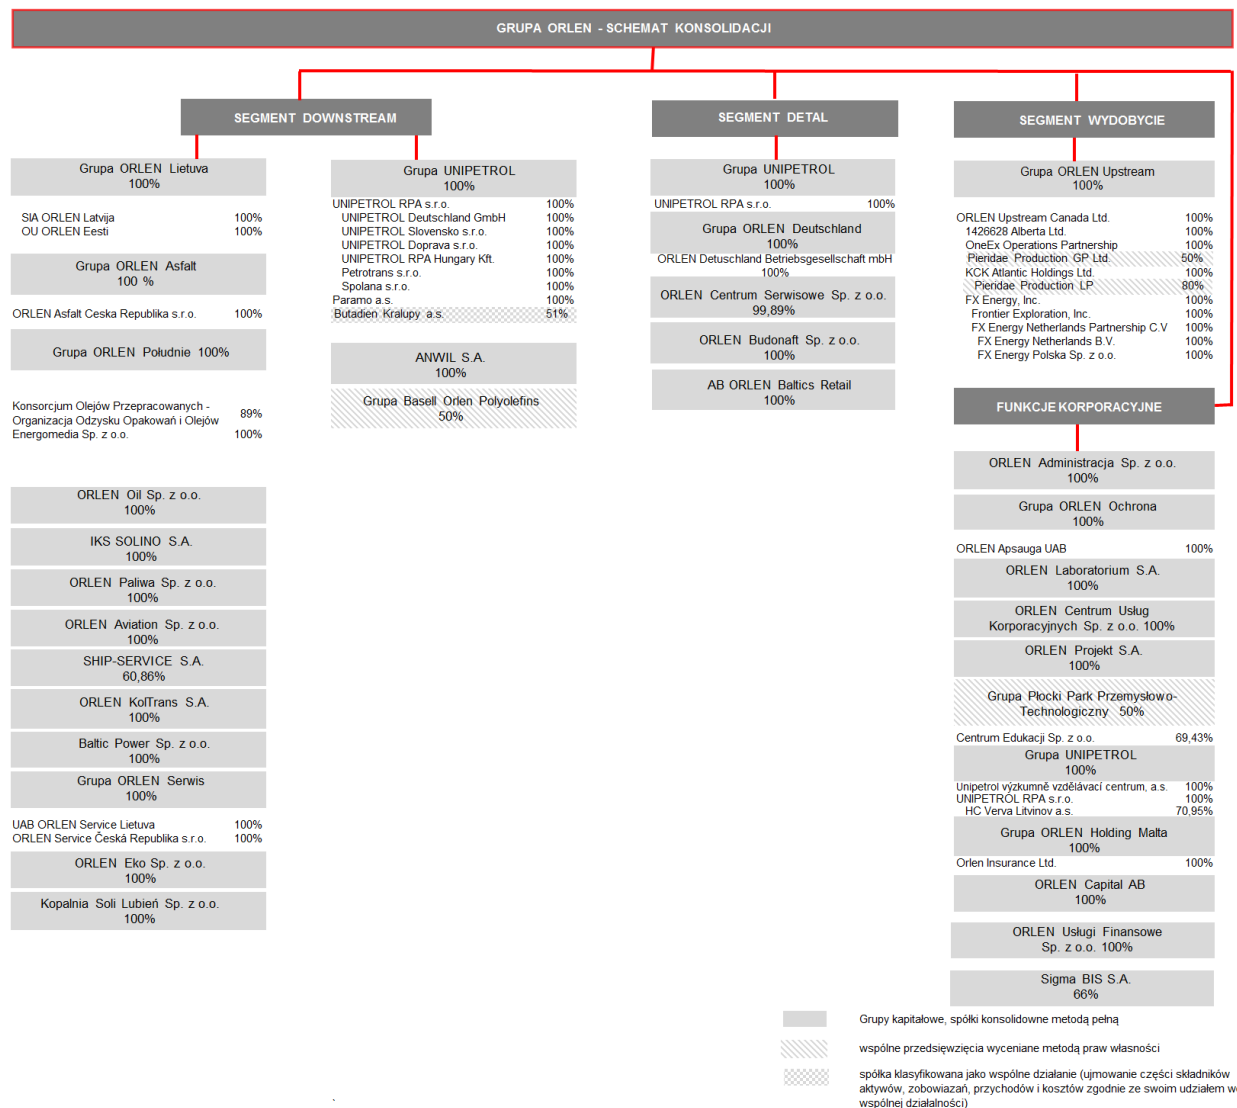 GRUPA ORLEN - SCHEMAT KONSOLIDACJI
SEGMENT DOWNSTREAM
Grupa ORLEN Lietuva
100%
SIA ORLEN Latvija 100%
OU ORLEN Eesti 100%
Grupa ORLEN Asfalt
100 %
ORLEN Asfalt Ceska Republika s.r.o. 100%
Grupa ORLEN Południe 100%
Konsorcjum Olejów Przepracowanych -
Organizacja Odzysku Opakowań i Olejów 89%
Energomedia Sp. z o.o. 100%
ORLEN Oil Sp. z o.o.
100%
IKS SOLINO S.A.
100%
ORLEN Paliwa Sp. z o.o.
100%
ORLEN Aviation Sp. z o.o.
100%
SHIP-SERVICE S.A.
60,86%
ORLEN KolTrans S.A.
100%
Baltic Power Sp. z o.o.
100%
Grupa ORLEN Serwis
100%
UAB ORLEN Service Lietuva 100%
ORLEN Service Česká Republika s.r.o. 100%
ORLEN Eko Sp. z o.o.
100%
Kopalnia Soli Lubień Sp. z o.o.
100%
Grupa UNIPETROL
100%
UNIPETROL RPA s.r.o. 100%
UNIPETROL Deutschland GmbH 100%
UNIPETROL Slovensko s.r.o. 100%
UNIPETROL Doprava s.r.o. 100%
UNIPETROL RPA Hungary Kft. 100%
Petrotrans s.r.o. 100%
Spolana s.r.o. 100%
Paramo a.s. 100%
Butadien Kralupy a.s. 51%
ANWIL S.A.
100%
Grupa Basell Orlen Polyolefins
50%
SEGMENT DETAL
Grupa UNIPETROL
100%
UNIPETROL RPA s.r.o. 100%
Grupa ORLEN Deutschland
100%
ORLEN Detuschland Betriebsgesellschaft mbH
100%
ORLEN Centrum Serwisowe Sp. z o.o.
99,89%
ORLEN Budonaft Sp. z o.o.
100%
AB ORLEN Baltics Retail
100%
SEGMENT WYDOBYCIE
Grupa ORLEN Upstream
100%
ORLEN Upstream Canada Ltd. 100%
1426628 Alberta Ltd. 100%
OneEx Operations Partnership 100%
Pieridae Production GP Ltd. 50%
KCK Atlantic Holdings Ltd. 100%
Pieridae Production LP 80%
FX Energy, Inc. 100%
Frontier Exploration, Inc. 100%
FX Energy Netherlands Partnership C.V 100%
FX Energy Netherlands B.V. 100%
FX Energy Polska Sp. z o.o. 100%
FUNKCJE KORPORACYJNE
ORLEN Administracja Sp. z o.o.
100%
Grupa ORLEN Ochrona
100%
ORLEN Apsauga UAB 100%
ORLEN Laboratorium S.A.
100%
ORLEN Centrum Usług
Korporacyjnych Sp. z o.o. 100%
ORLEN Projekt S.A.
100%
Grupa Płocki Park Przemysłowo-
Technologiczny 50%
Centrum Edukacji Sp. z o.o. 69,43%
Grupa UNIPETROL
100%
Unipetrol výzkumně vzdělávací centrum, a.s. 100%
UNIPETROL RPA s.r.o. 100%
HC Verva Litvinov a.s. 70,95%
Grupa ORLEN Holding Malta
100%
Orlen Insurance Ltd. 100%
ORLEN Capital AB
100%
ORLEN Usługi Finansowe
Sp. z o.o. 100%
Sigma BIS S.A.
66%
Grupy kapitałowe, spółki konsolidowne metodą pełną
wspólne przedsięwzięcia wyceniane metodą praw własności
spółka klasyfikowana jako wspólne działanie (ujmowanie części składników
aktywów, zobowiazań, przychodów i kosztów zgodnie ze swoim udziałem we
wspólnej działalności)